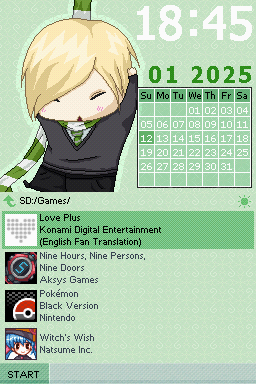 18:45
01 2025
Su Mo Tu We Th Fr Sa
01 02 03 04
05 06 07 08 09 10 11
12 13 14 15 16 17 18
19 20 21 22 23 24 25
26 27 28 29 30 31
SD:/Games/
Love Plus
Konami Digital Entertainment
(English Fan Translation)
Nine Hours, Nine Persons,
Nine Doors
Aksys Games
Pokémon
Black Version
Nintendo
Witch's Wish
Natsume Inc.
START